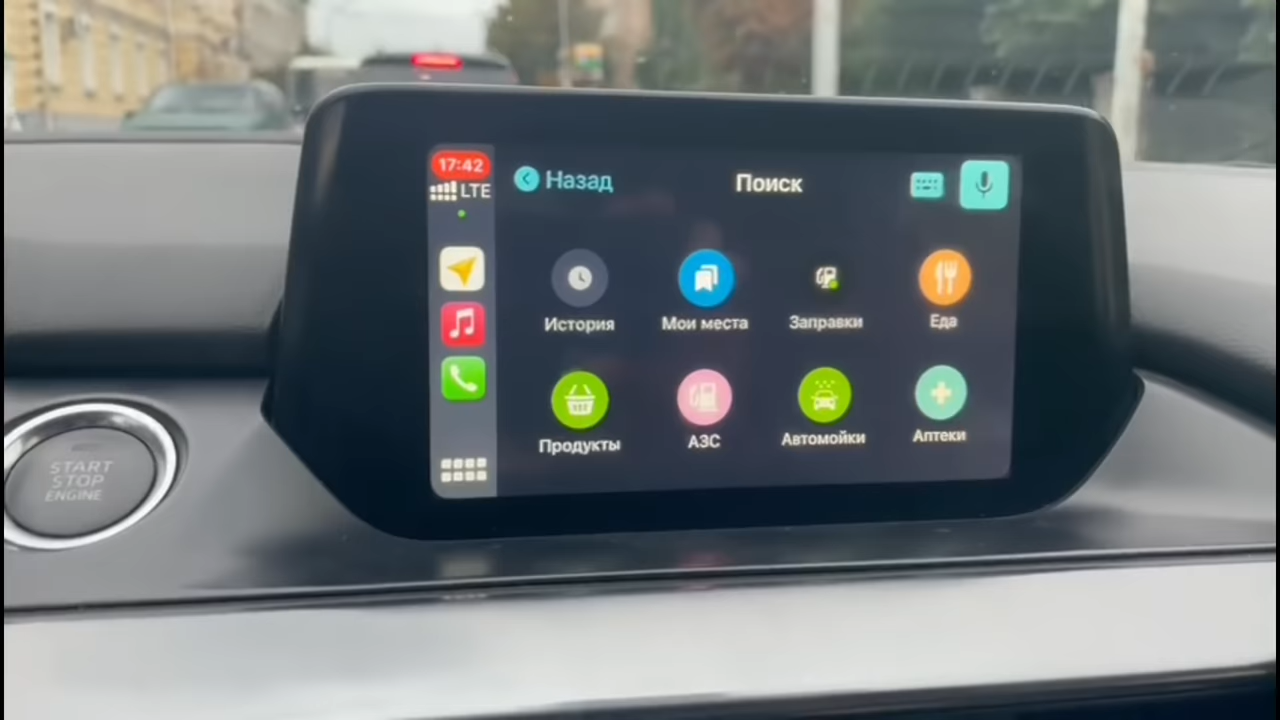 17:42
LTE
Назад
Поиск
История
Мои места
Заправки
Еда
Продукты
АЗС
Автомойки
Аптеки
START
STOP
ENGINE